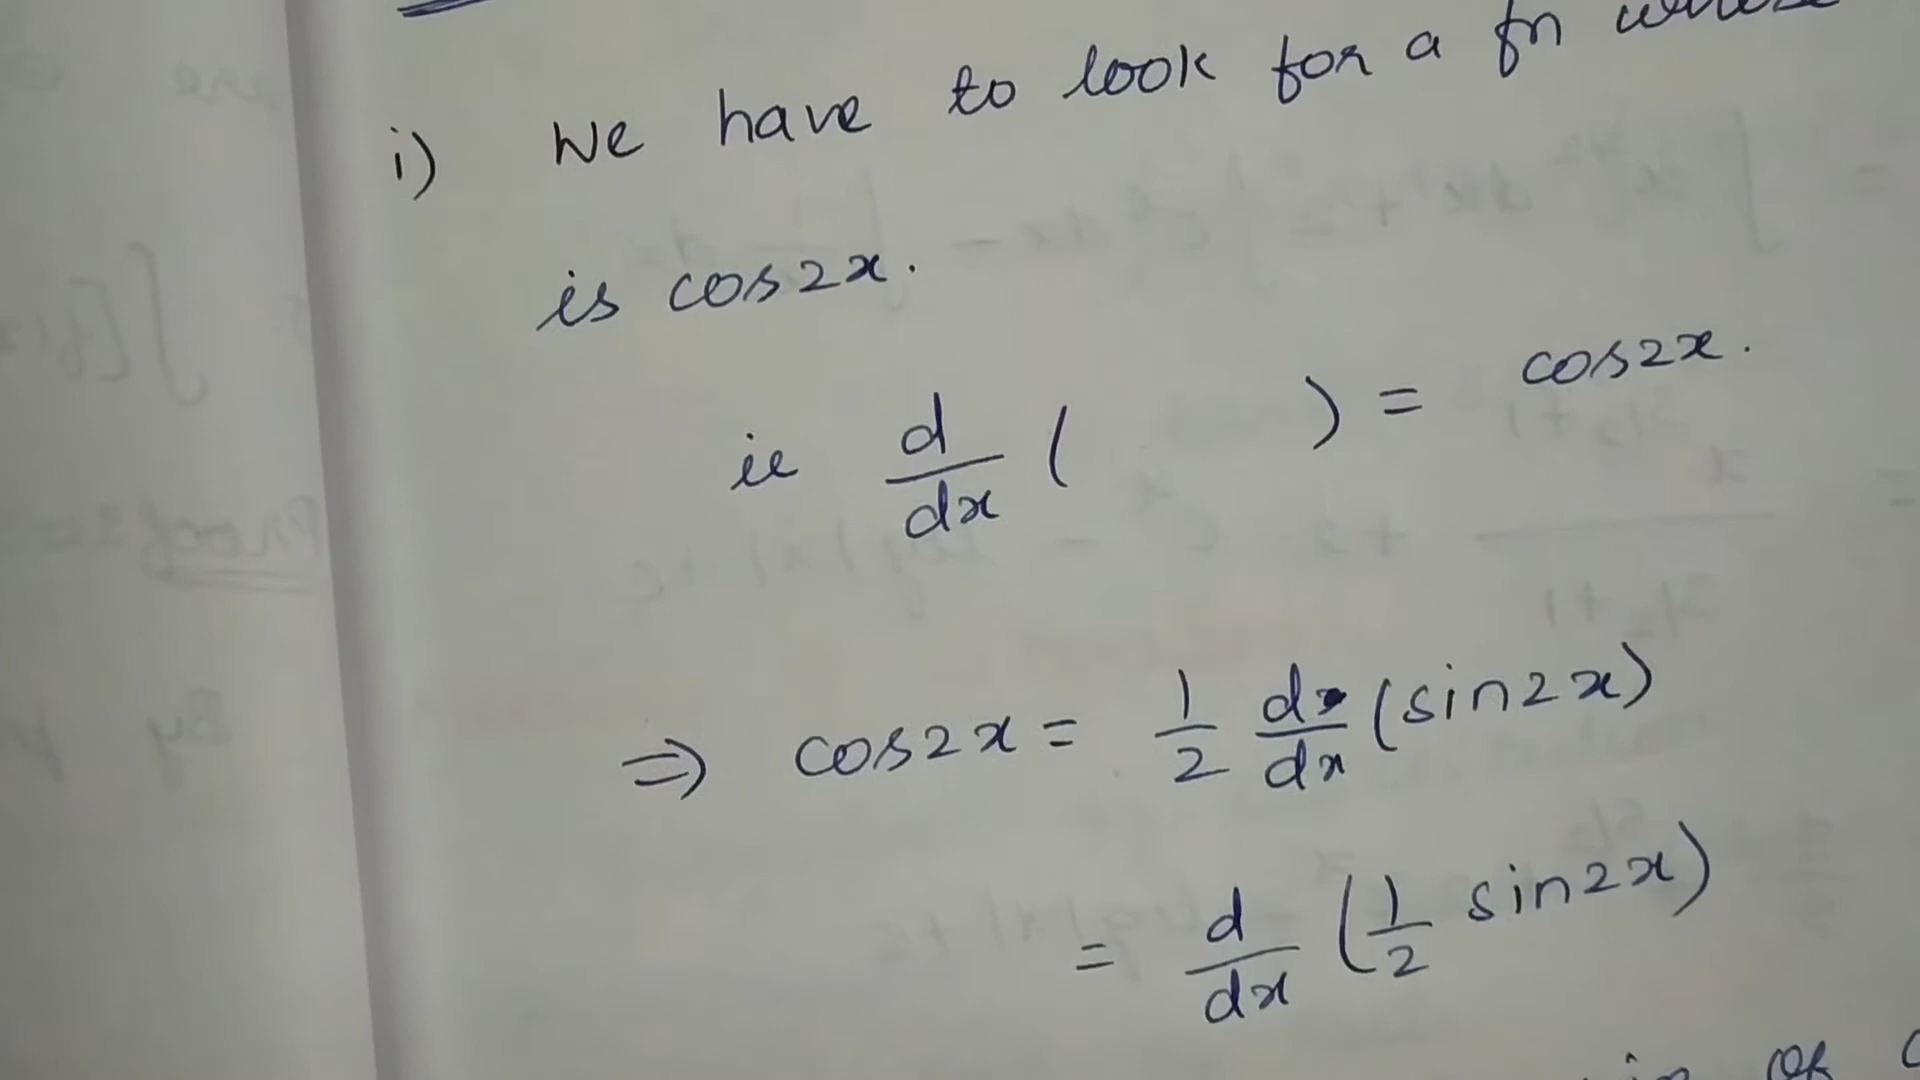 i) We have to look for a fn
is cos2x.
ie d/dx ( ) = cos2x.
⇒ cos2x = 1/2 d/dx (sin2x)
= d/dx (1/2 sin2x)
of